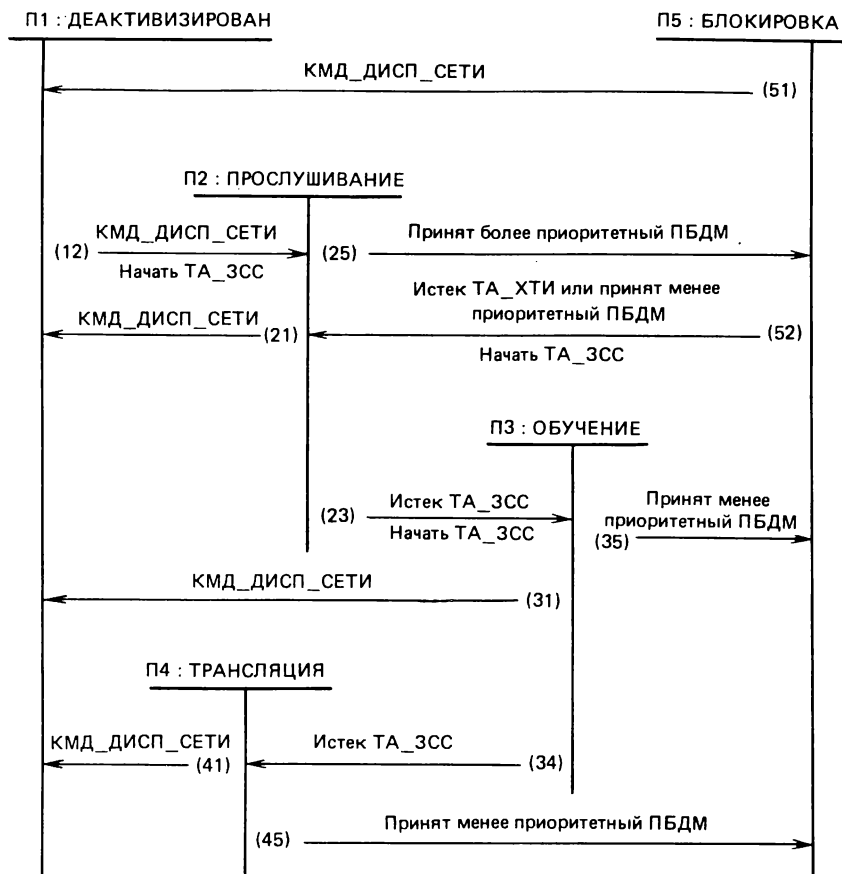 П1 : ДЕАКТИВИЗИРОВАН
П5 : БЛОКИРОВКА
КМД_ДИСП_СЕТИ
(51)
П2 : ПРОСЛУШИВАНИЕ
(12)
КМД_ДИСП_СЕТИ
Начать ТА_ЗСС
(25)
Принят более приоритетный ПБДМ
КМД_ДИСП_СЕТИ
(21)
Истек ТА_ХТИ или принят менее
приоритетный ПБДМ
(52)
Начать ТА_ЗСС
П3 : ОБУЧЕНИЕ
(23)
Истек ТА_ЗСС
Начать ТА_ЗСС
Принят менее
приоритетный ПБДМ
(35)
КМД_ДИСП_СЕТИ
(31)
П4 : ТРАНСЛЯЦИЯ
КМД_ДИСП_СЕТИ
(41)
Истек ТА_ЗСС
(34)
(45)
Принят менее приоритетный ПБДМ